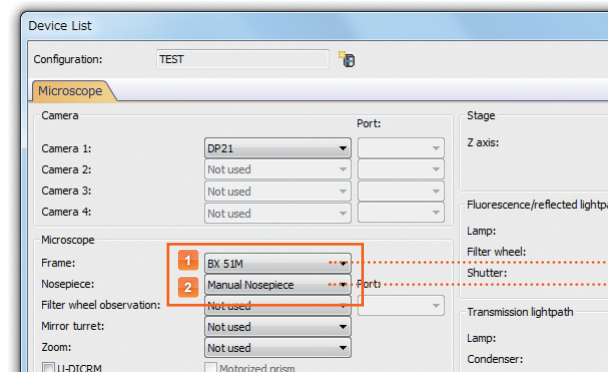 Device List
Configuration: TEST
Microscope
Camera
Port:
Camera 1: DP21
Camera 2: Not used
Camera 3: Not used
Camera 4: Not used
Microscope
Frame: 1 BX 51M
Nosepiece: 2 Manual Nosepiece Port:
Filter wheel observation: Not used
Mirror turret: Not used
Zoom: Not used
U-DICRM Motorized prism
Stage
Z axis:
Fluorescence/reflected lightpa
Lamp:
Filter wheel:
Shutter:
Transmission lightpath
Lamp:
Condenser: